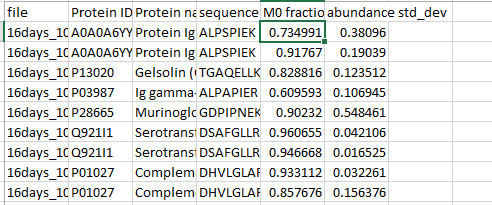 file Protein ID Protein na sequence M0 fractio abundance std_dev
16days_10 A0A0A6YY Protein Ig ALPSPIEK 0.734991 0.38096
16days_10 A0A0A6YY Protein Ig ALPSPIEK 0.91767 0.19039
16days_10 P13020 Gelsolin ( TGAQELLK 0.828816 0.123512
16days_10 P03987 Ig gamma- ALPAPIER 0.609593 0.106945
16days_10 P28665 Murinoglo GDPIPNEK 0.90232 0.548461
16days_10 Q921I1 Serotrans DSAFGLLR 0.960655 0.042106
16days_10 Q921I1 Serotrans DSAFGLLR 0.946668 0.016525
16days_10 P01027 Complem DHVLGLAR 0.933112 0.032261
16days_10 P01027 Complem DHVLGLAR 0.857676 0.156376